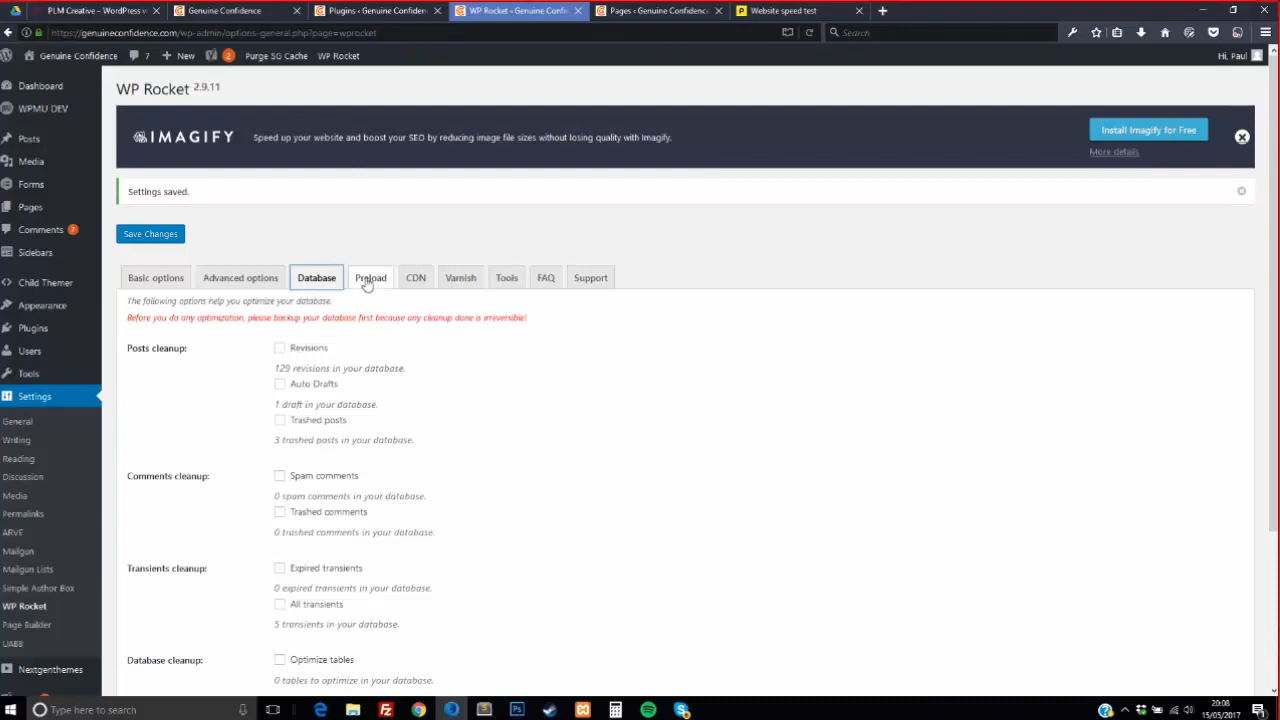 PLM Creative – WordPress w
Genuine Confidence
Plugins ‹ Genuine Confidenc
WP Rocket ‹ Genuine Confid
Pages ‹ Genuine Confidence
Website speed test
https://genuineconfidence.com/wp-admin/options-general.php?page=wprocket
Search
Genuine Confidence
7
New
2
Purge SG Cache
WP Rocket
Hi, Paul
Dashboard
WPMU DEV
Posts
Media
Forms
Pages
Comments 7
Sidebars
Child Themer
Appearance
Plugins
Users
Tools
Settings
General
Writing
Reading
Discussion
Media
Permalinks
ARVE
Mailgun
Mailgun Lists
Simple Author Box
WP Rocket
Page Builder
UABB
Nextgenthemes
WP Rocket 2.9.11
IMAGIFY
Speed up your website and boost your SEO by reducing image file sizes without losing quality with Imagify.
Install Imagify for Free
More details
Settings saved.
Save Changes
Basic options
Advanced options
Database
Preload
CDN
Varnish
Tools
FAQ
Support
The following options help you optimize your database.
Before you do any optimization, please backup your database first because any cleanup done is irreversible!
Posts cleanup:
Revisions
129 revisions in your database.
Auto Drafts
1 draft in your database.
Trashed posts
3 trashed posts in your database.
Comments cleanup:
Spam comments
0 spam comments in your database.
Trashed comments
0 trashed comments in your database.
Transients cleanup:
Expired transients
0 expired transients in your database.
All transients
5 transients in your database.
Database cleanup:
Optimize tables
0 tables to optimize in your database.
Type here to search
20:08
15/05/2017